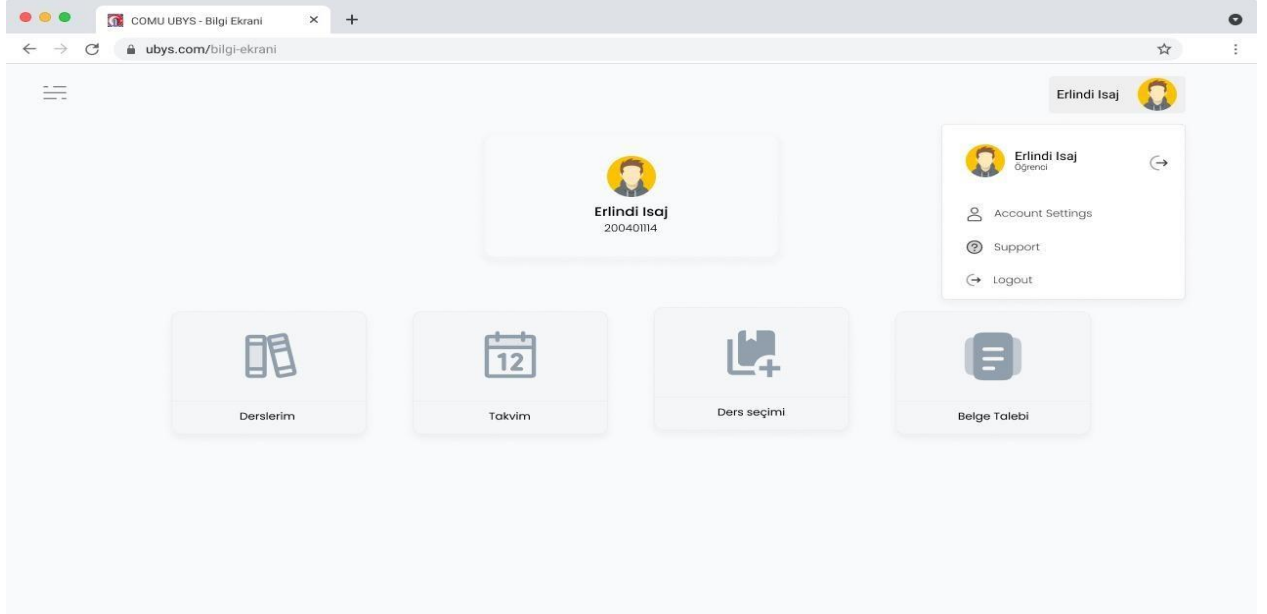 COMU UBYS - Bilgi Ekrani
ubys.com/bilgi-ekrani
Erlindi Isaj
Erlindi Isaj
Öğrenci
Account Settings
Support
Logout
Erlindi Isaj
200401114
12
Derslerim
Takvim
Ders seçimi
Belge Talebi